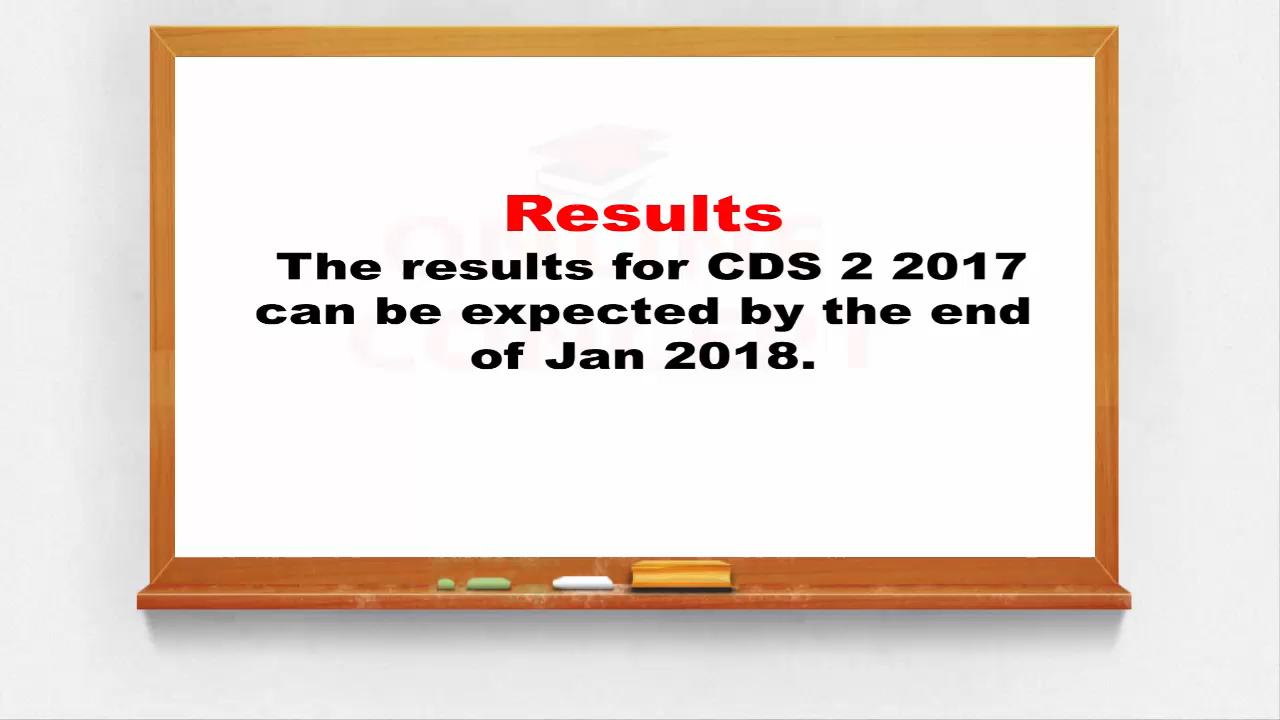 Results
The results for CDS 2 2017
can be expected by the end
of Jan 2018.